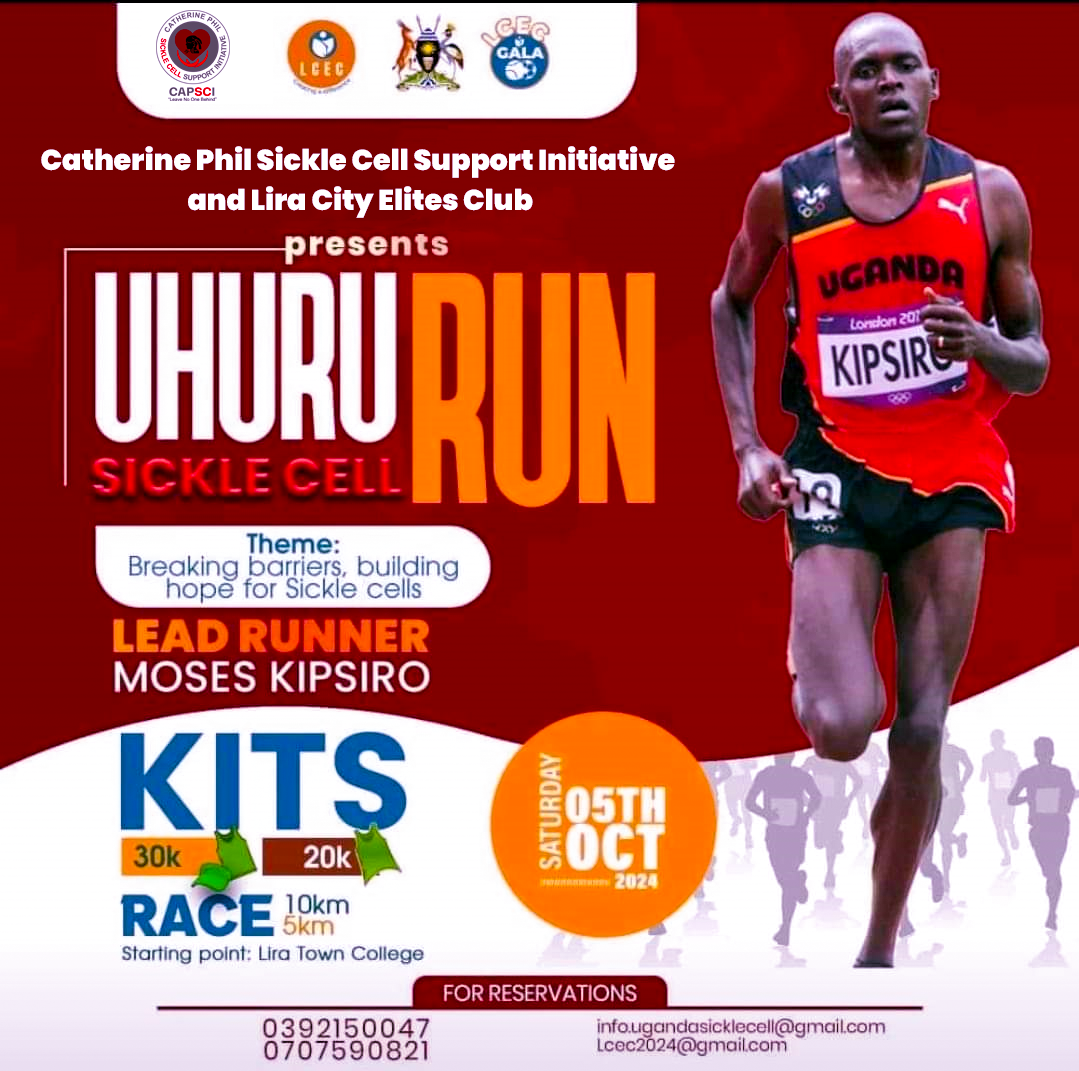 CATHERINE PHIL
SICKLE CELL SUPPORT INITIATIVE
CAPSCI
"Leave No One Behind"
LCEC
LCEC
GALA
Catherine Phil Sickle Cell Support Initiative
and Lira City Elites Club
presents
UHURU RUN
SICKLE CELL
Theme:
Breaking barriers, building
hope for Sickle cells
LEAD RUNNER
MOSES KIPSIRO
UGANDA
London 201
KIPSIRO
KITS
30k 20k
RACE 10km
5km
Starting point: Lira Town College
SATURDAY
05TH
OCT
2024
FOR RESERVATIONS
0392150047
0707590821
info.ugandasicklecell@gmail.com
Lcec2024@gmail.com